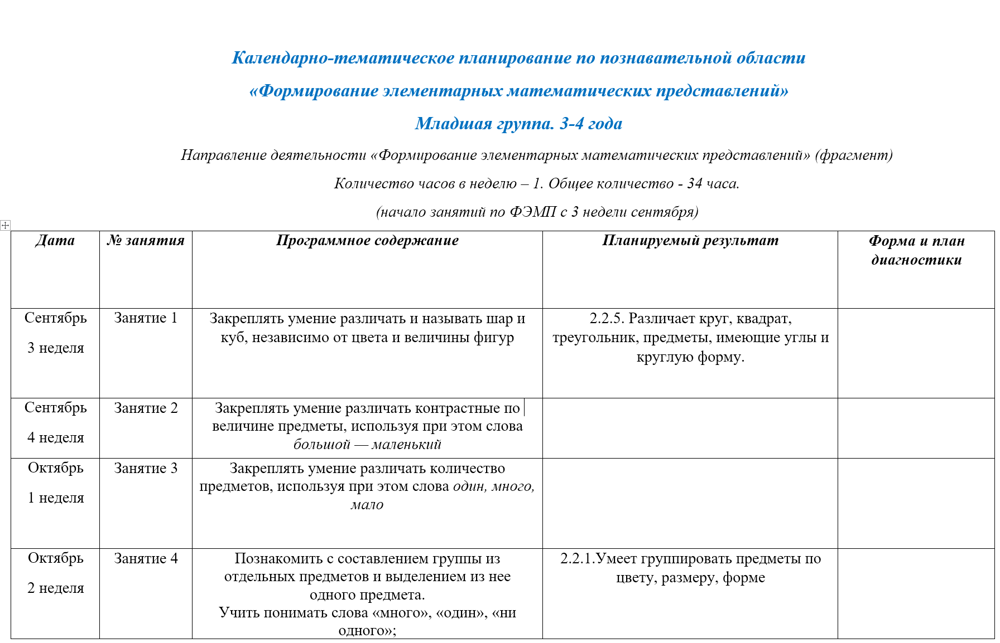 Календарно-тематическое планирование по познавательной области
«Формирование элементарных математических представлений»
Младшая группа. 3-4 года
Направление деятельности «Формирование элементарных математических представлений» (фрагмент)
Количество часов в неделю – 1. Общее количество - 34 часа.
(начало занятий по ФЭМП с 3 недели сентября)
Дата
№ занятия
Программное содержание
Планируемый результат
Форма и план
диагностики
Сентябрь
3 неделя
Занятие 1
Закреплять умение различать и называть шар и
куб, независимо от цвета и величины фигур
2.2.5. Различает круг, квадрат,
треугольник, предметы, имеющие углы и
круглую форму.
Сентябрь
4 неделя
Занятие 2
Закреплять умение различать контрастные по
величине предметы, используя при этом слова
большой — маленький
Октябрь
1 неделя
Занятие 3
Закреплять умение различать количество
предметов, используя при этом слова один, много,
мало
Октябрь
2 неделя
Занятие 4
Познакомить с составлением группы из
отдельных предметов и выделением из нее
одного предмета.
Учить понимать слова «много», «один», «ни
одного»;
2.2.1.Умеет группировать предметы по
цвету, размеру, форме